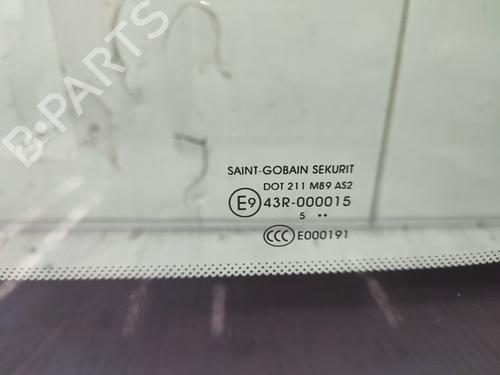 B-PARTS
SAINT-GOBAIN SEKURIT
DOT 211 M89 AS2
E9 43R-000015
5 ••
CCC E000191